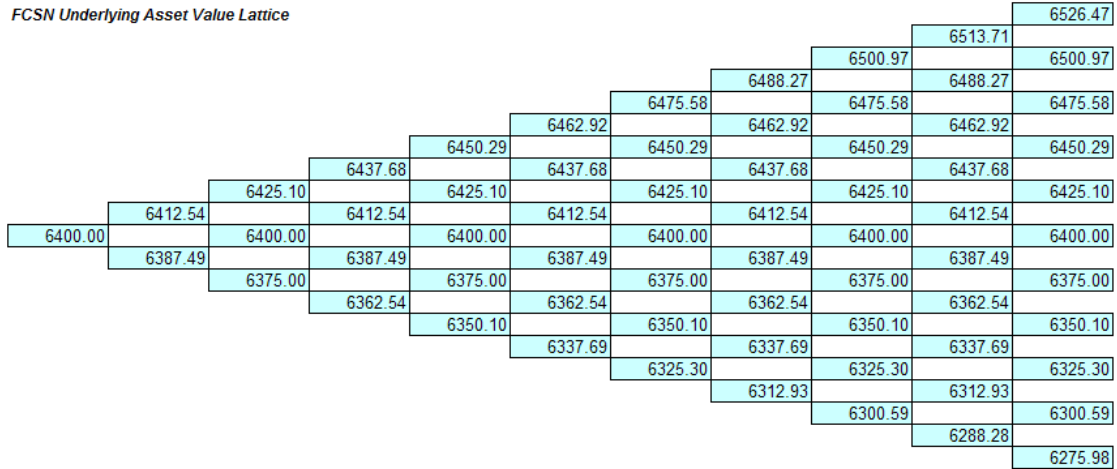 FCSN Underlying Asset Value Lattice 6526.47
6513.71
6500.97 6500.97
6488.27 6488.27
6475.58 6475.58 6475.58
6462.92 6462.92 6462.92
6450.29 6450.29 6450.29 6450.29
6437.68 6437.68 6437.68 6437.68
6425.10 6425.10 6425.10 6425.10 6425.10
6412.54 6412.54 6412.54 6412.54 6412.54
6400.00 6400.00 6400.00 6400.00 6400.00 6400.00
6387.49 6387.49 6387.49 6387.49 6387.49
6375.00 6375.00 6375.00 6375.00 6375.00
6362.54 6362.54 6362.54 6362.54
6350.10 6350.10 6350.10 6350.10
6337.69 6337.69 6337.69
6325.30 6325.30 6325.30
6312.93 6312.93
6300.59 6300.59
6288.28
6275.98